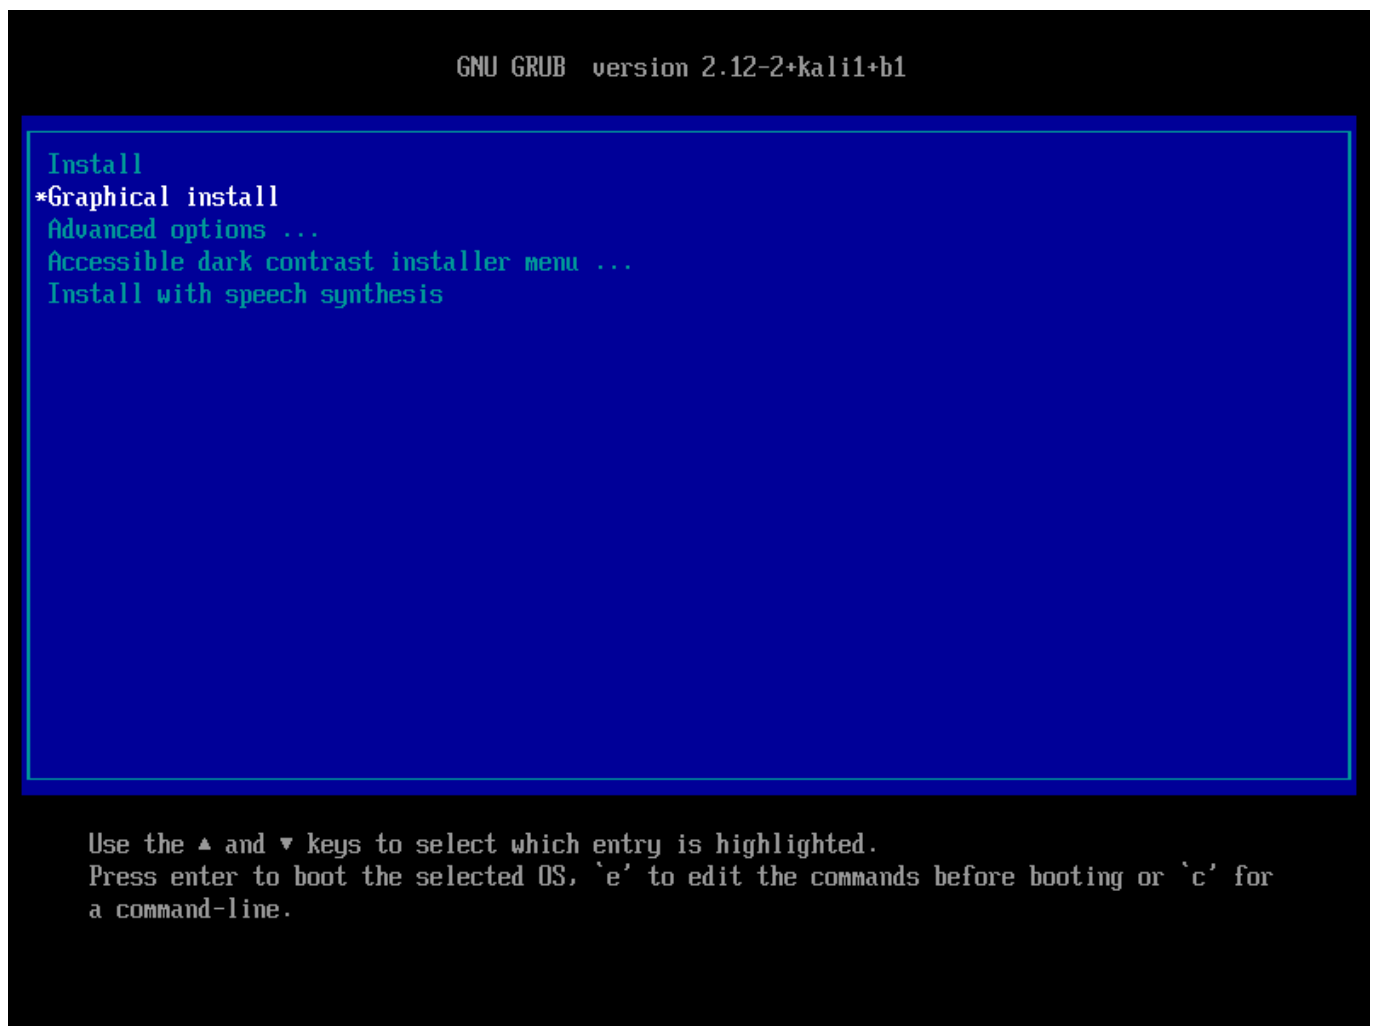 GNU GRUB  version 2.12-2+kali1+b1
Install
*Graphical install
Advanced options ...
Accessible dark contrast installer menu ...
Install with speech synthesis
Use the ▲ and ▼ keys to select which entry is highlighted.
Press enter to boot the selected OS, `e' to edit the commands before booting or `c' for
a command-line.